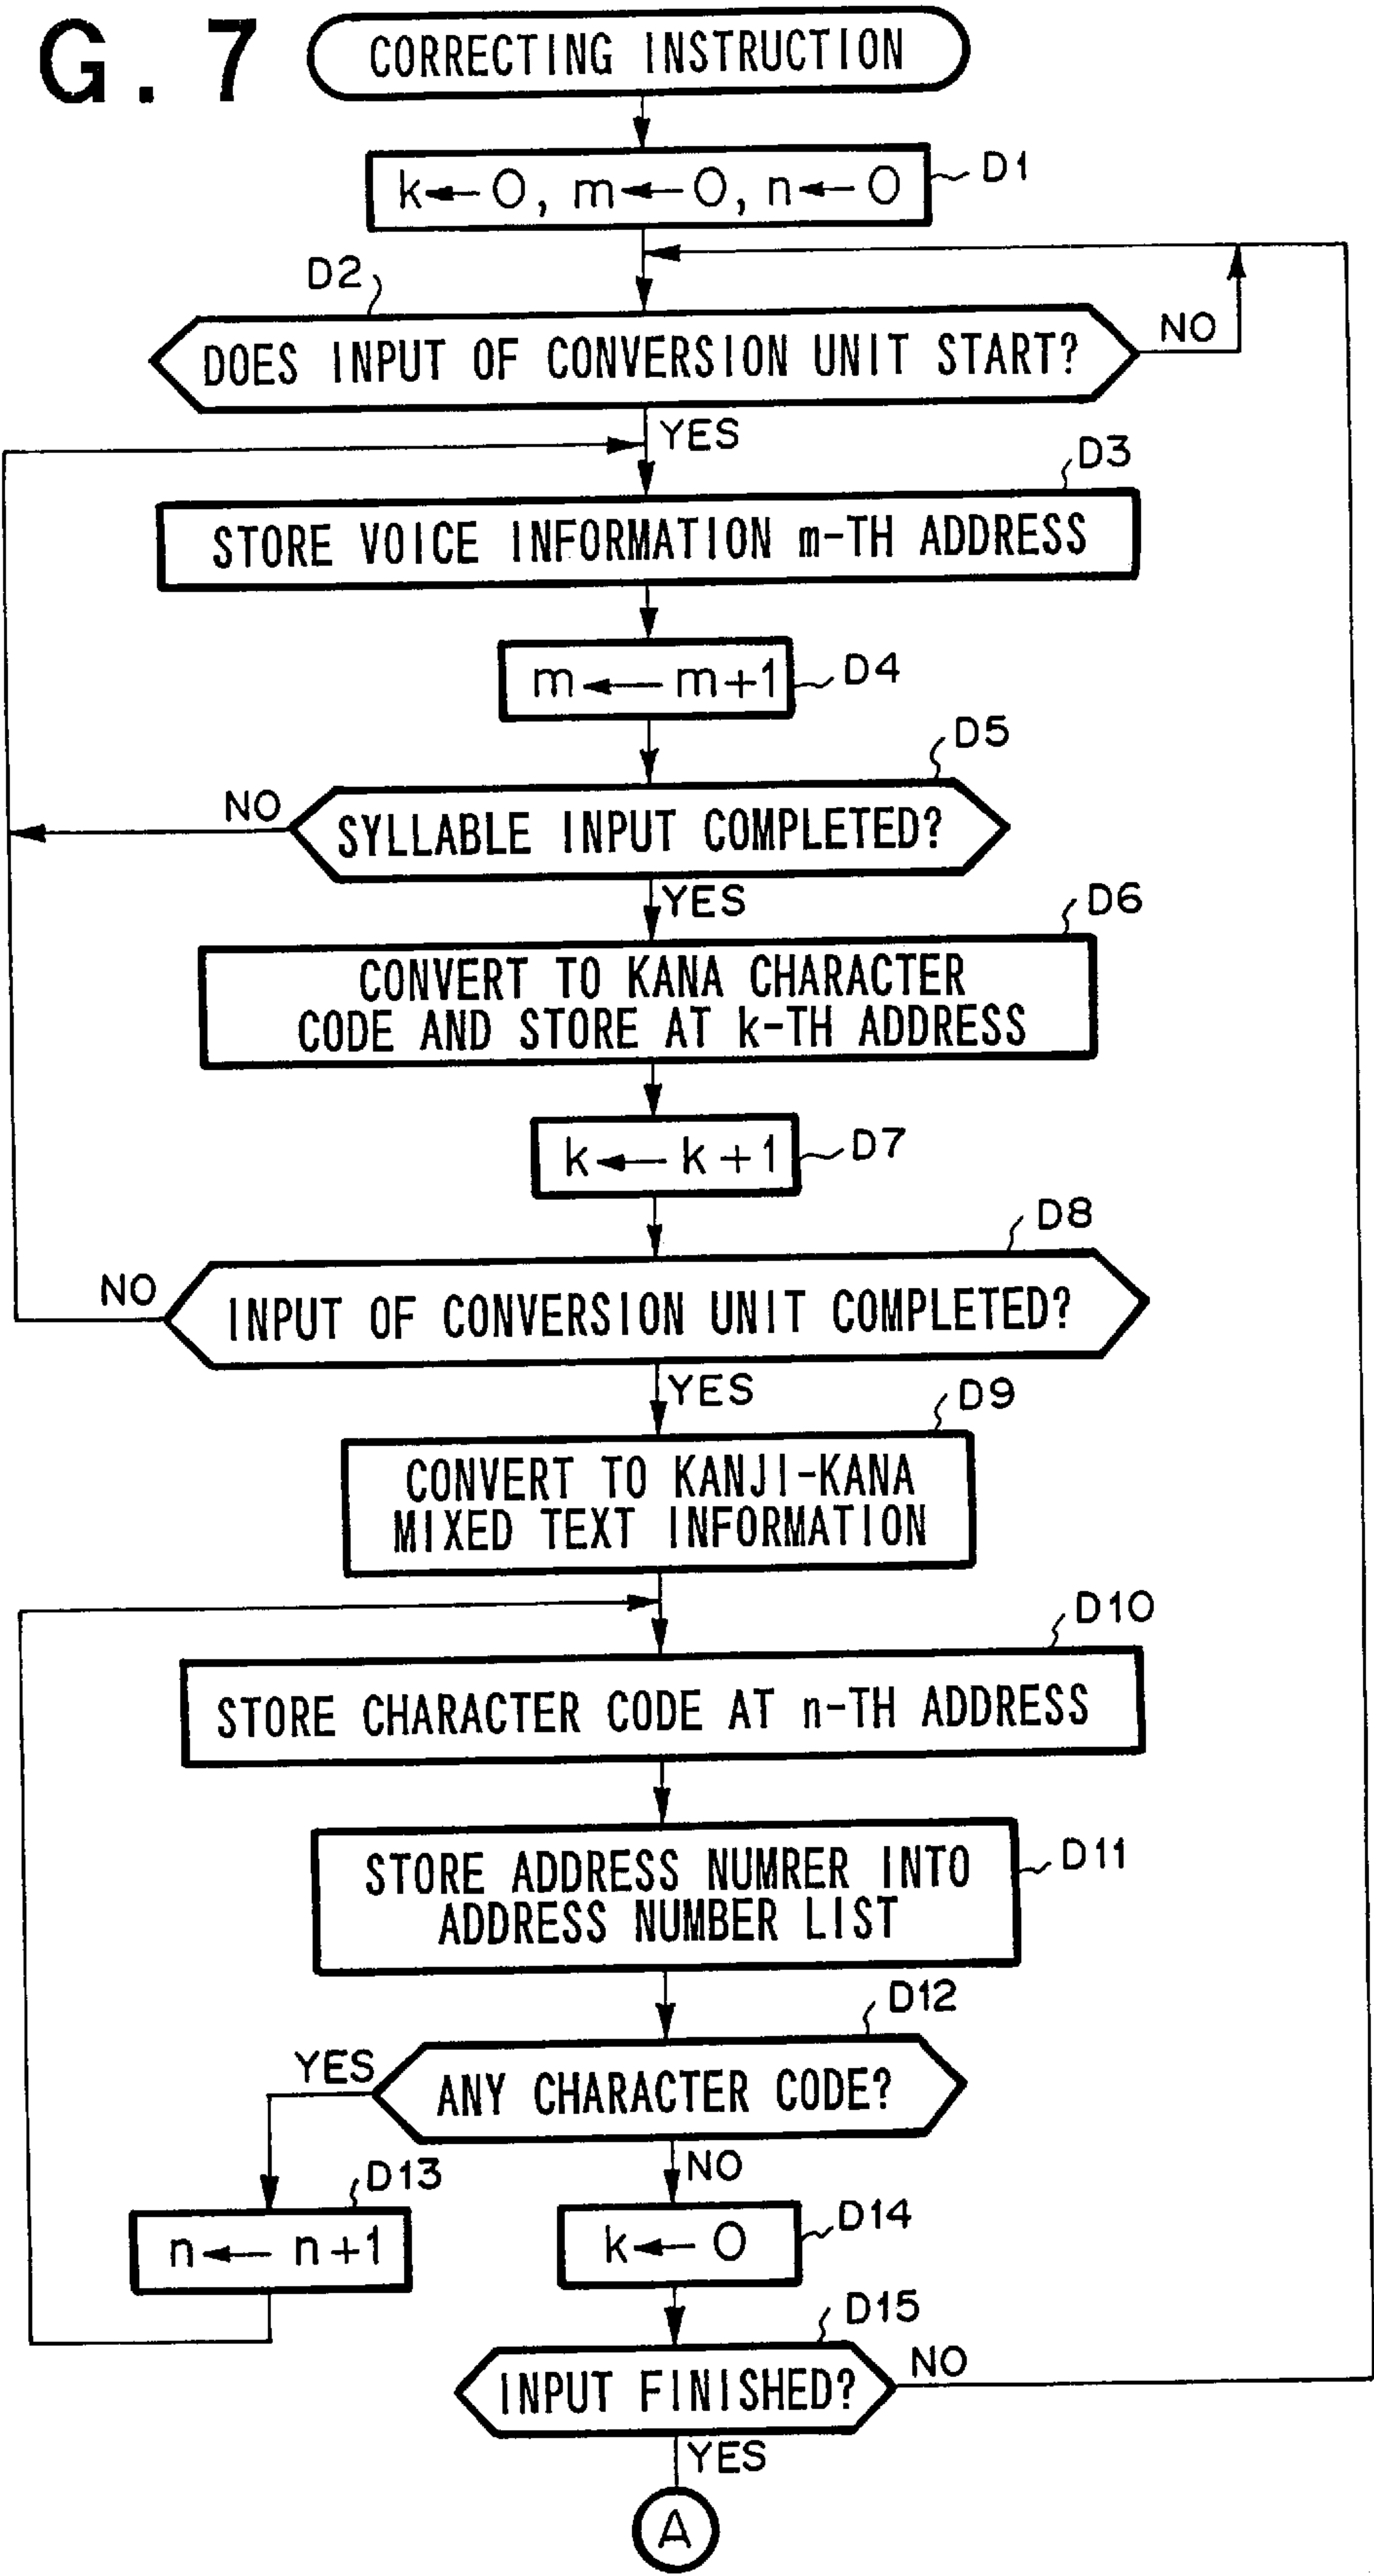 G. 7
CORRECTING INSTRUCTION
k←0, m←0, n←0
D1
D2
DOES INPUT OF CONVERSION UNIT START?
NO
YES
D3
STORE VOICE INFORMATION m-TH ADDRESS
m← m+1
D4
D5
NO
SYLLABLE INPUT COMPLETED?
YES
D6
CONVERT TO KANA CHARACTER
CODE AND STORE AT k-TH ADDRESS
k← k+1
D7
D8
NO
INPUT OF CONVERSION UNIT COMPLETED?
YES
D9
CONVERT TO KANJI-KANA
MIXED TEXT INFORMATION
D10
STORE CHARACTER CODE AT n-TH ADDRESS
STORE ADDRESS NUMRER INTO
ADDRESS NUMBER LIST
D11
D12
YES
ANY CHARACTER CODE?
NO
D13
n← n+1
k← 0
D14
D15
INPUT FINISHED?
NO
YES
A